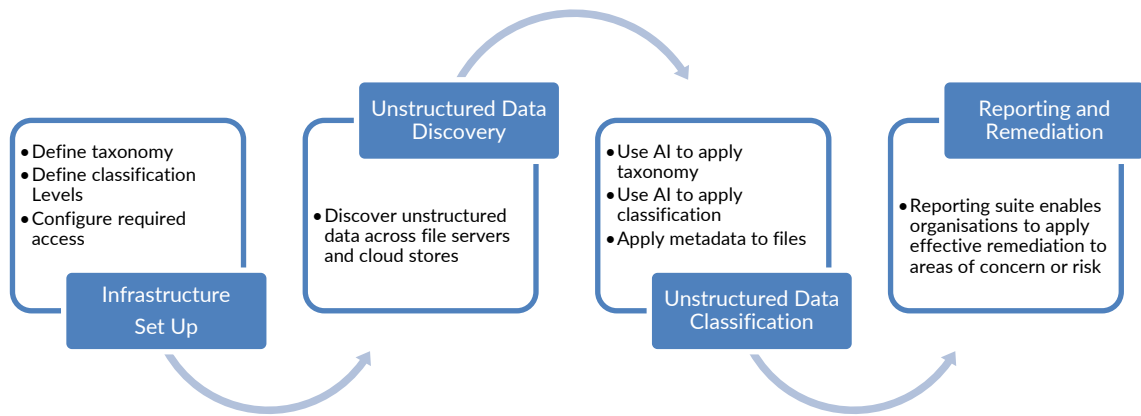 • Define taxonomy
• Define classification
Levels
• Configure required
access
Infrastructure
Set Up
Unstructured Data
Discovery
• Discover unstructured
data across file servers
and cloud stores
• Use AI to apply
taxonomy
• Use AI to apply
classification
• Apply metadata to files
Unstructured Data
Classification
Reporting and
Remediation
• Reporting suite enables
organisations to apply
effective remediation to
areas of concern or risk